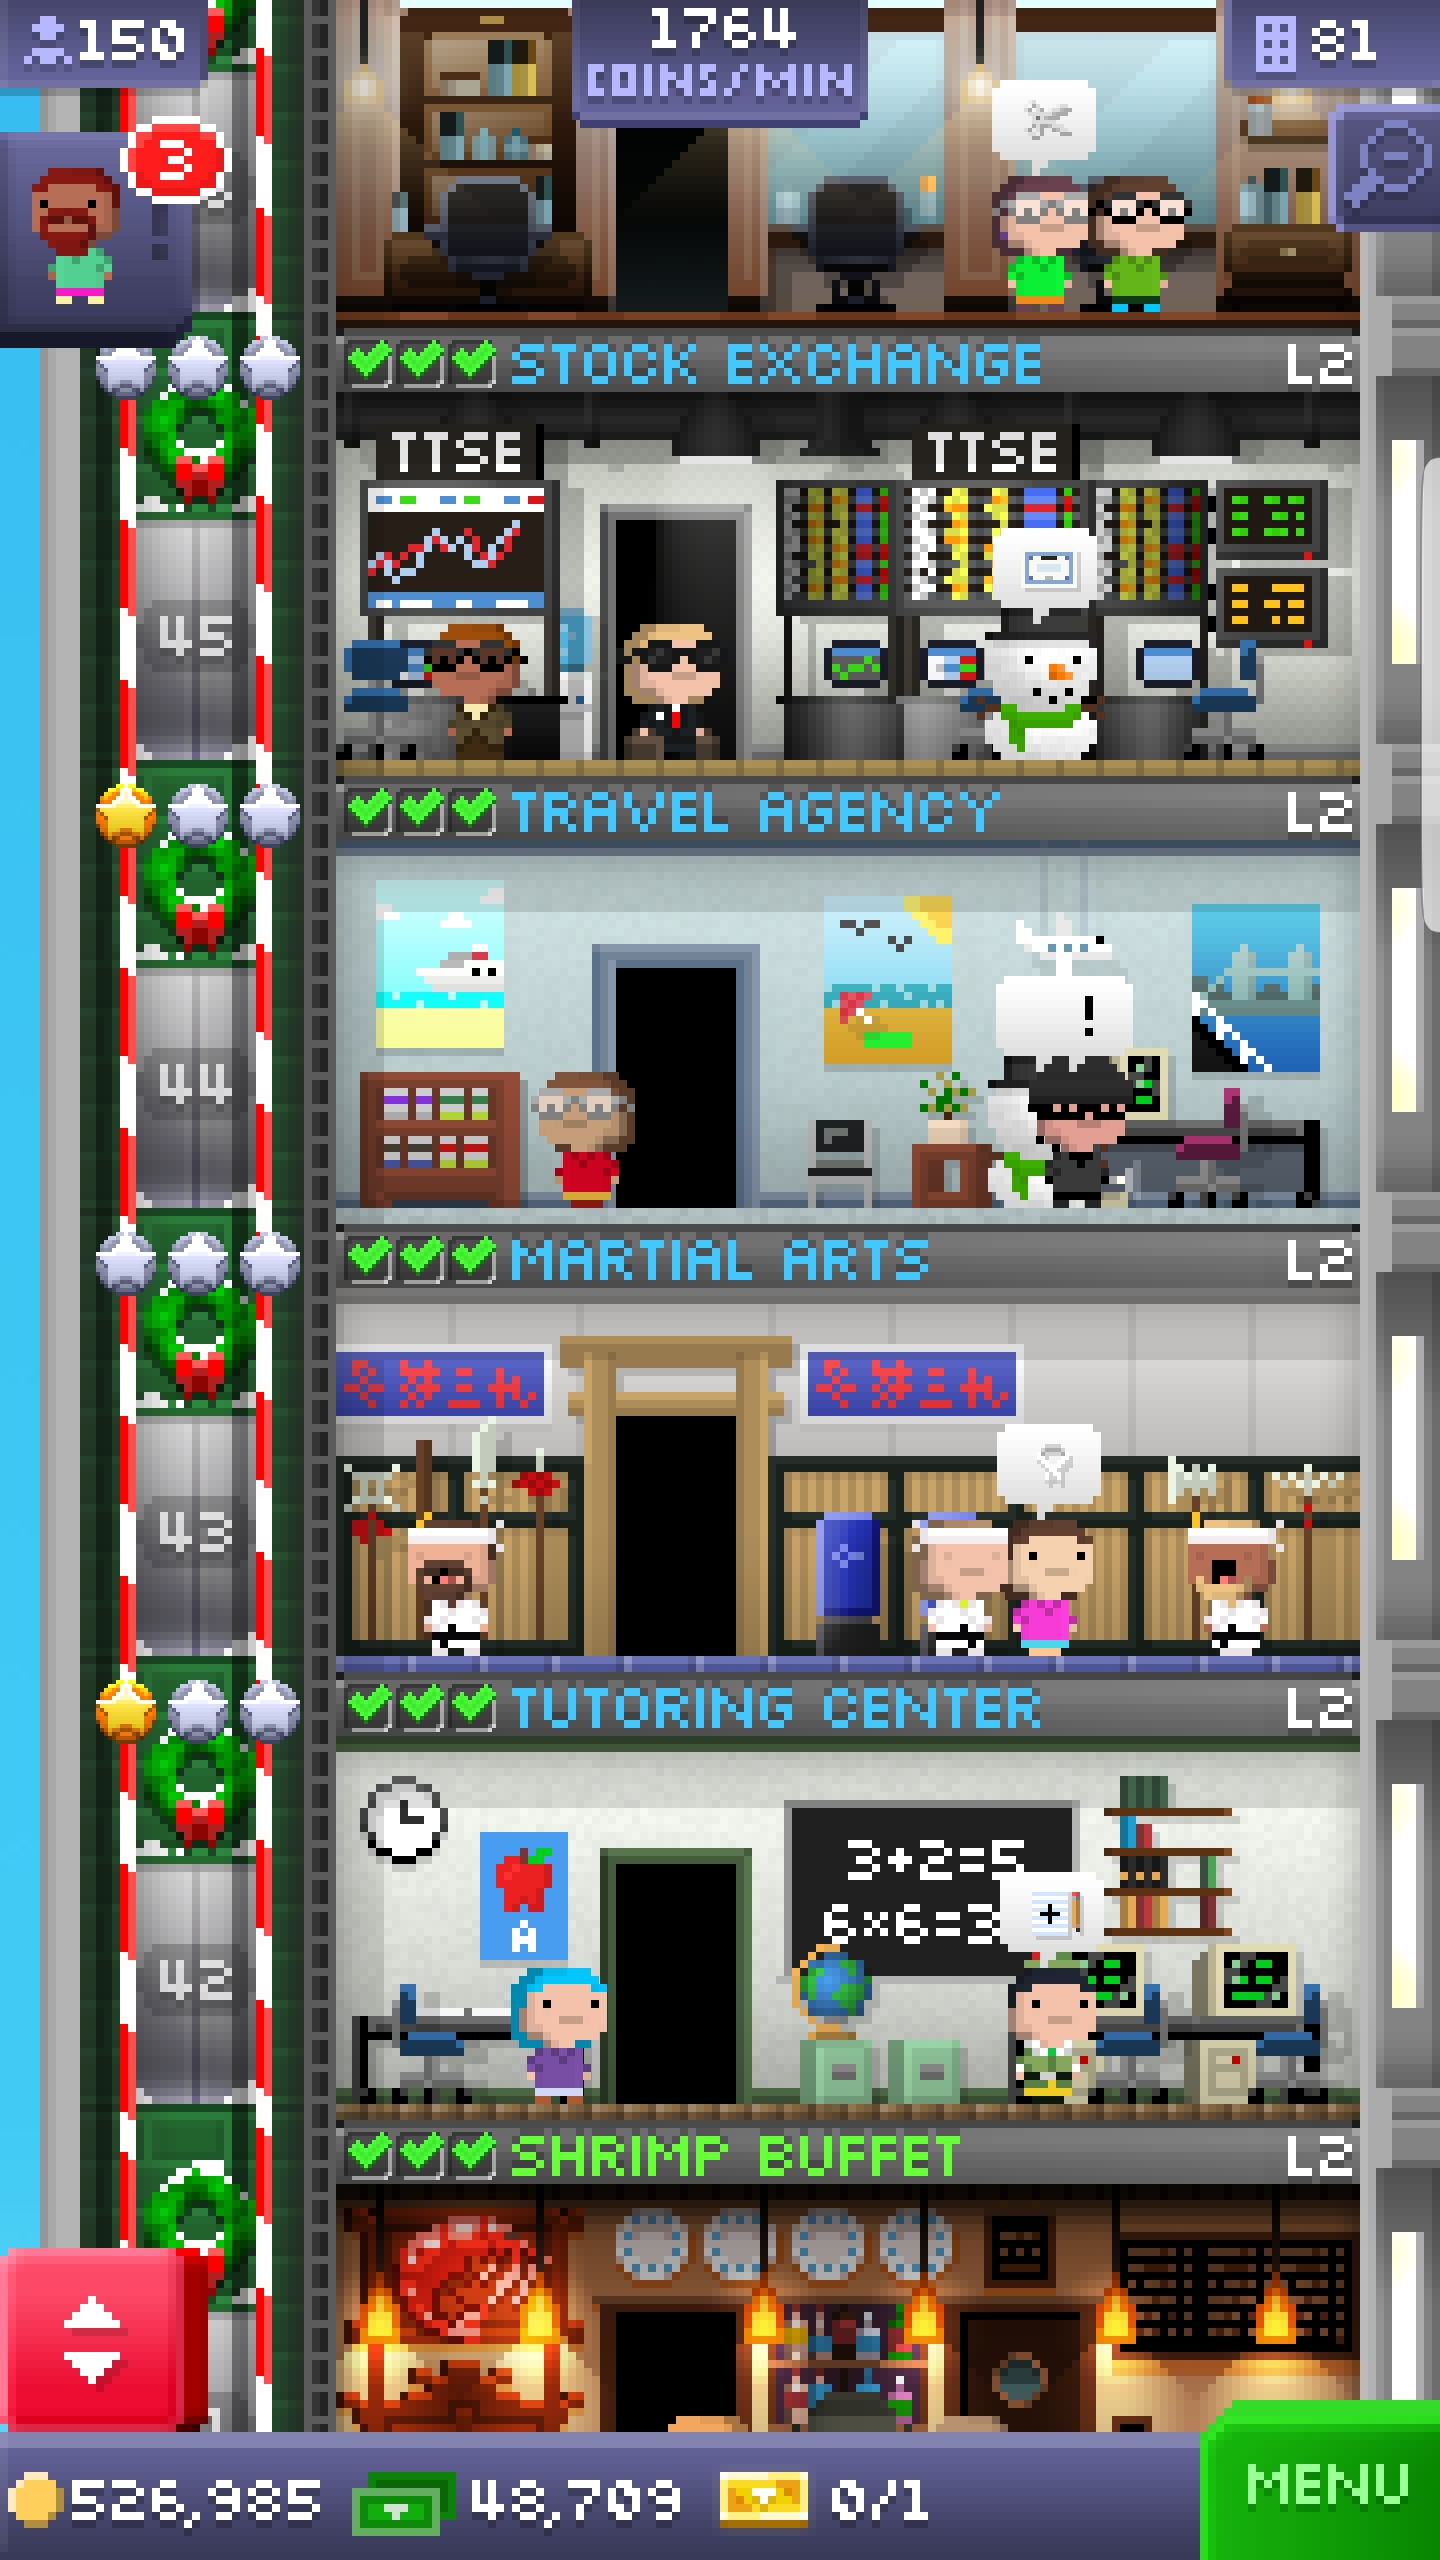 150
1764
COINS/MIN
81
3
STOCK EXCHANGE
L2
TTSE
TTSE
45
TRAVEL AGENCY
L2
!
44
MARTIAL ARTS
L2
43
TUTORING CENTER
L2
3+2=5
6×6=3
A
42
SHRIMP BUFFET
L2
526,985
48,709
0/1
MENU